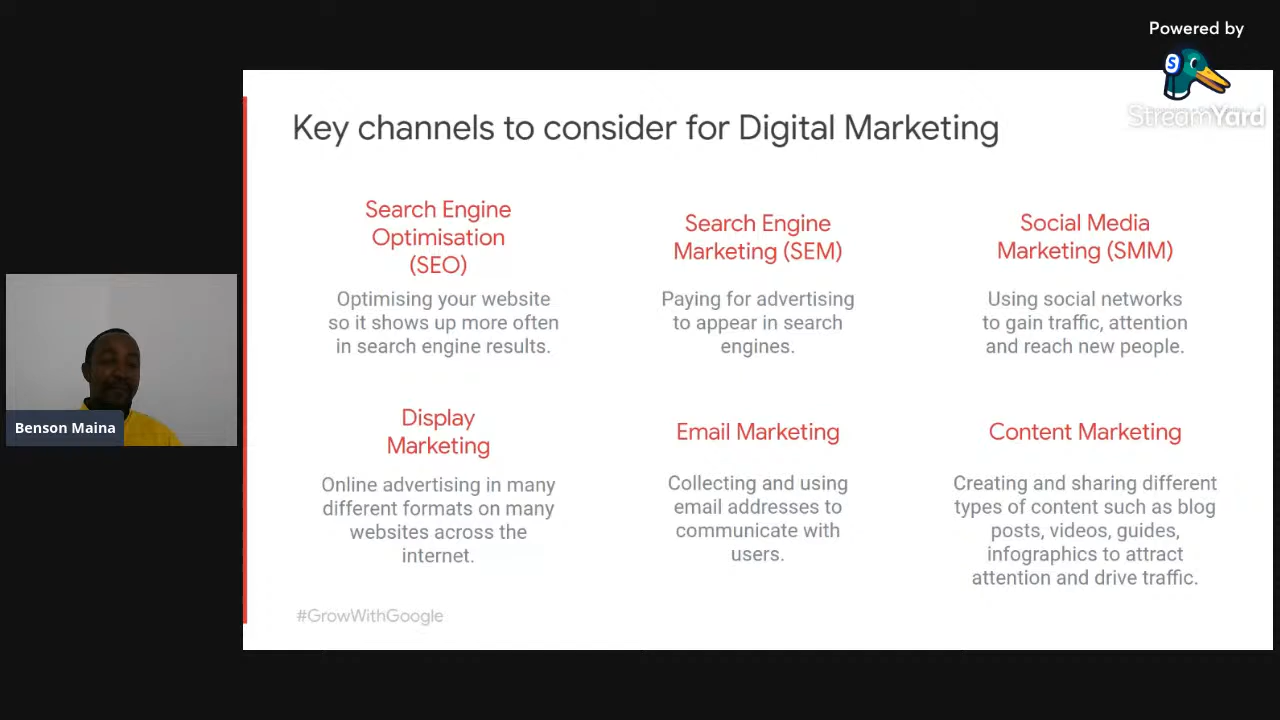 Powered by
S
StreamYard
Key channels to consider for Digital Marketing
Search Engine
Optimisation
(SEO)
Optimising your website
so it shows up more often
in search engine results.
Search Engine
Marketing (SEM)
Paying for advertising
to appear in search
engines.
Social Media
Marketing (SMM)
Using social networks
to gain traffic, attention
and reach new people.
Display
Marketing
Online advertising in many
different formats on many
websites across the
internet.
Email Marketing
Collecting and using
email addresses to
communicate with
users.
Content Marketing
Creating and sharing different
types of content such as blog
posts, videos, guides,
infographics to attract
attention and drive traffic.
#GrowWithGoogle
Benson Maina